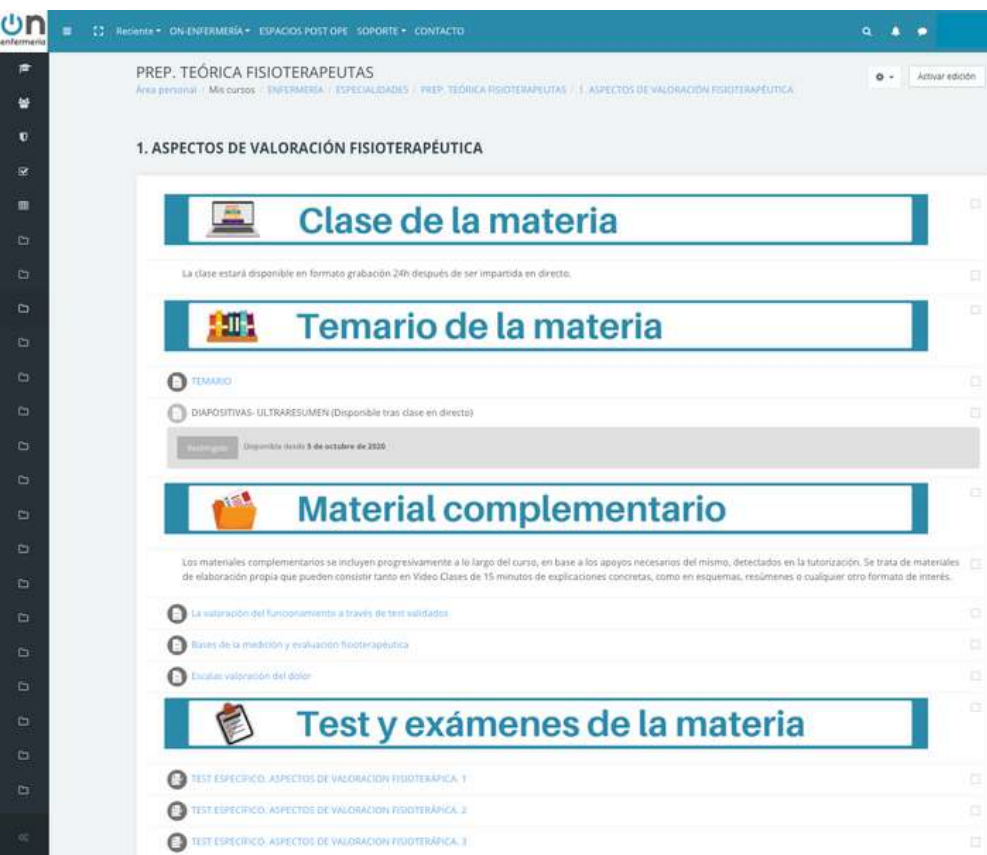 On
enfermería
Reciente ON-ENFERMERÍA ESPACIOS POST OPE SOPORTE CONTACTO
PREP. TEÓRICA FISIOTERAPEUTAS
Área personal / Mis cursos / ENFERMERÍA / ESPECIALIDADES / PREP. TEÓRICA FISIOTERAPEUTAS / 1. ASPECTOS DE VALORACIÓN FISIOTERAPÉUTICA
Activar edición
1. ASPECTOS DE VALORACIÓN FISIOTERAPÉUTICA
Clase de la materia
La clase estará disponible en formato grabación 24h después de ser impartida en directo.
Temario de la materia
TEMARIO
DIAPOSITIVAS- ULTRARESUMEN (Disponible tras clase en directo)
Restringido Disponible desde 5 de octubre de 2020
Material complementario
Los materiales complementarios se incluyen progresivamente a lo largo del curso, en base a los apoyos necesarios del mismo, detectados en la tutorización. Se trata de materiales
de elaboración propia que pueden consistir tanto en Video Clases de 15 minutos de explicaciones concretas, como en esquemas, resúmenes o cualquier otro formato de interés.
La valoración del funcionamiento a través de test validados
Bases de la medición y evaluación fisioterapéutica
Escalas valoración del dolor
Test y exámenes de la materia
TEST ESPECÍFICO. ASPECTOS DE VALORACIÓN FISIOTERÁPICA. 1
TEST ESPECÍFICO. ASPECTOS DE VALORACIÓN FISIOTERÁPICA. 2
TEST ESPECÍFICO. ASPECTOS DE VALORACIÓN FISIOTERÁPICA. 3